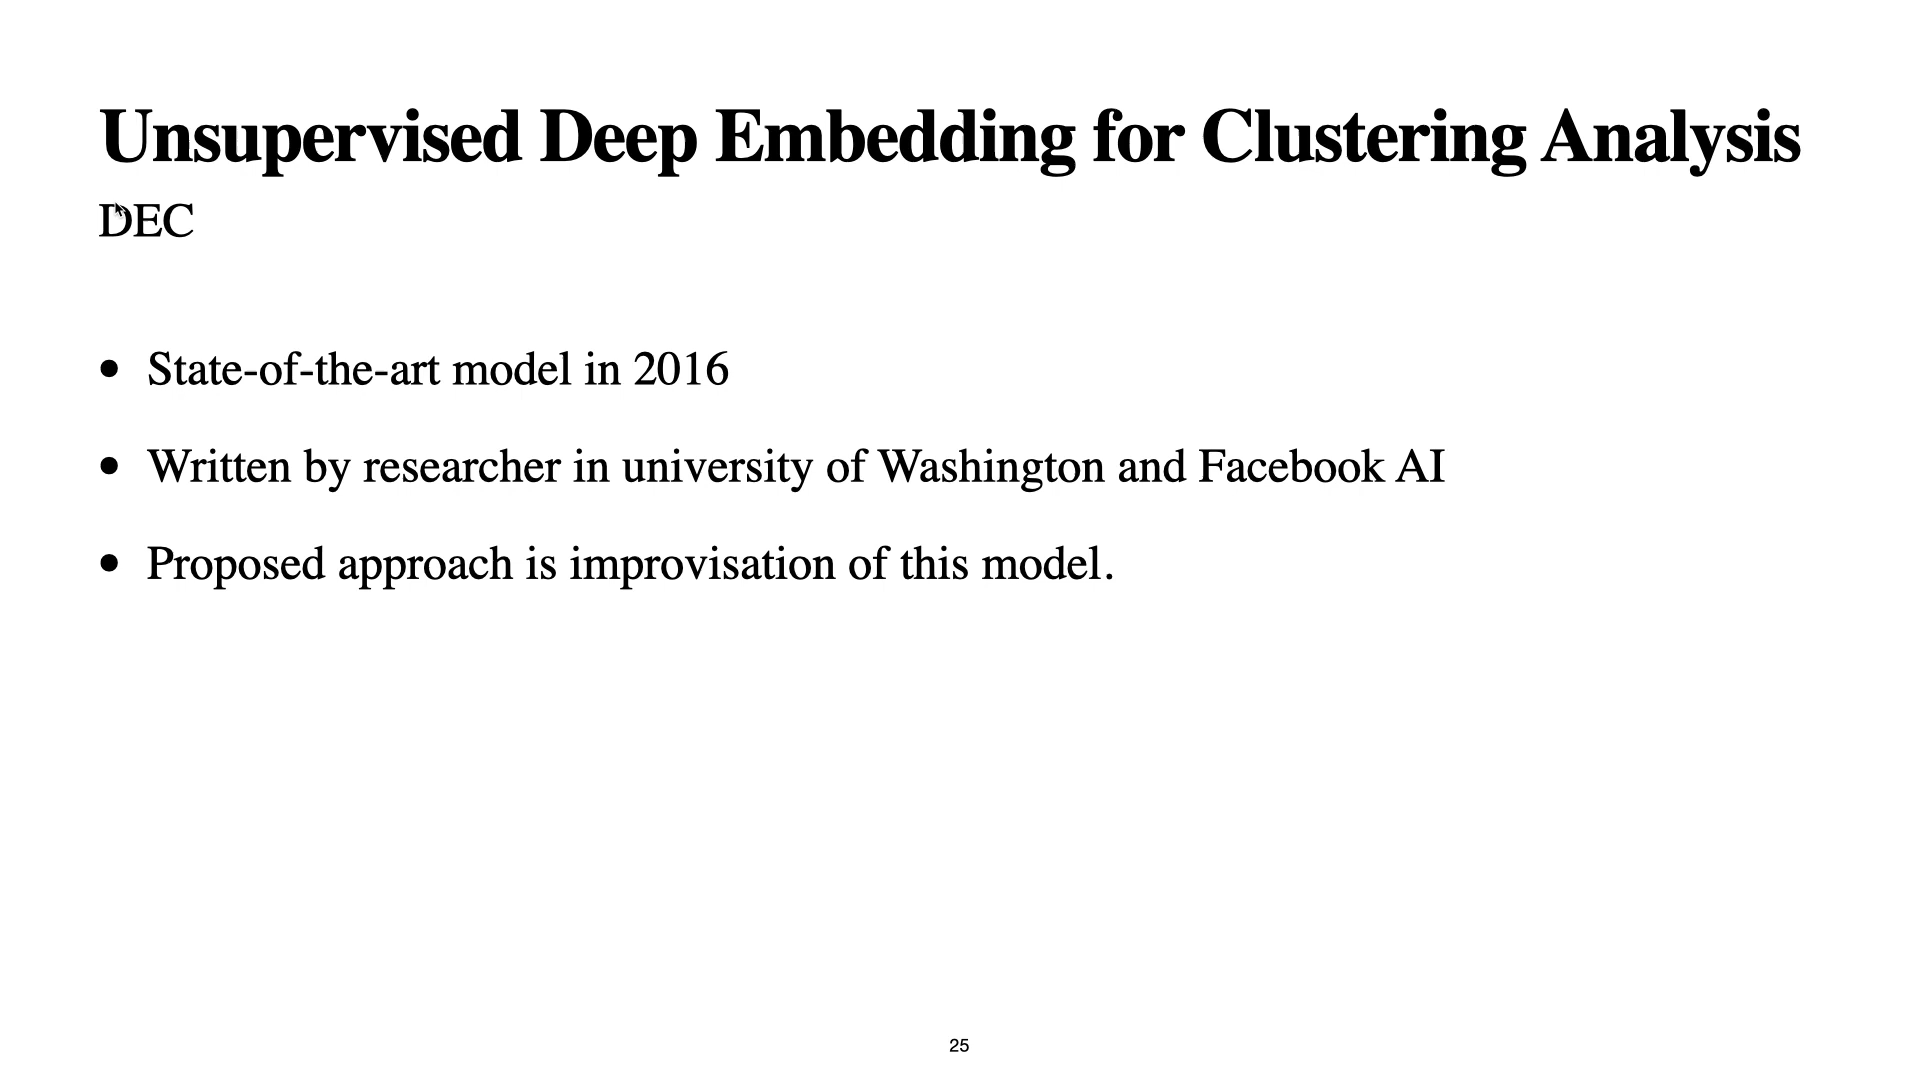 Unsupervised Deep Embedding for Clustering Analysis
DEC
• State-of-the-art model in 2016
• Written by researcher in university of Washington and Facebook AI
• Proposed approach is improvisation of this model.
25